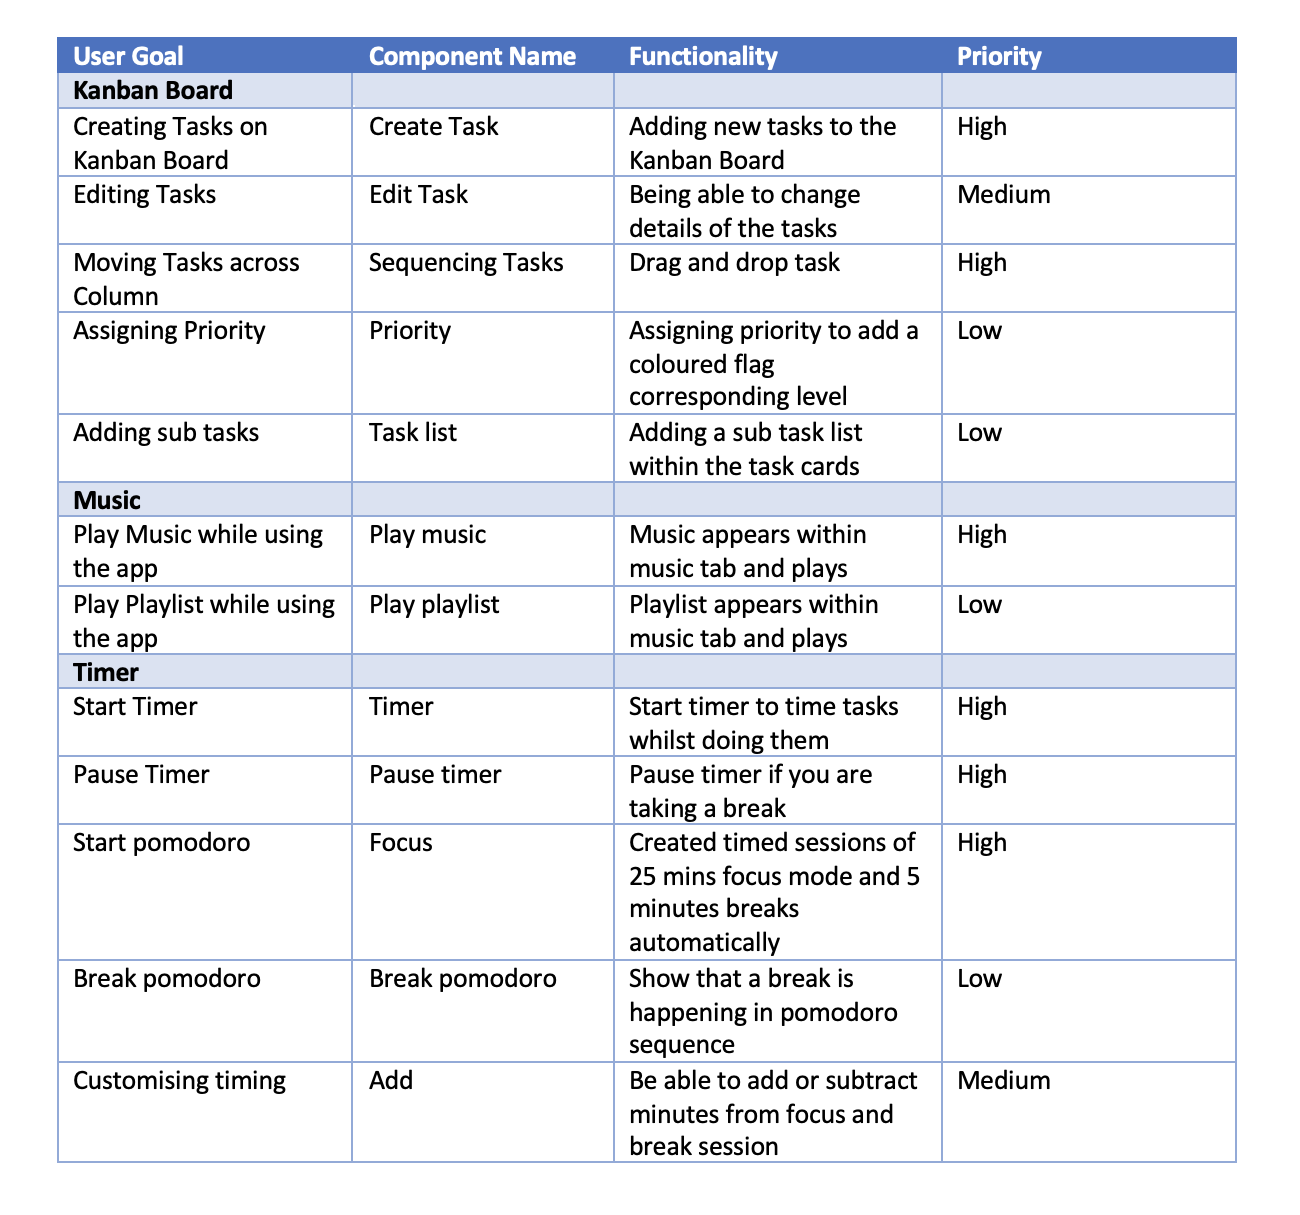 User Goal Component Name Functionality Priority
Kanban Board
Creating Tasks on Create Task Adding new tasks to the High
Kanban Board Kanban Board
Editing Tasks Edit Task Being able to change Medium
details of the tasks
Moving Tasks across Sequencing Tasks Drag and drop task High
Column
Assigning Priority Priority Assigning priority to add a Low
coloured flag
corresponding level
Adding sub tasks Task list Adding a sub task list Low
within the task cards
Music
Play Music while using Play music Music appears within High
the app music tab and plays
Play Playlist while using Play playlist Playlist appears within Low
the app music tab and plays
Timer
Start Timer Timer Start timer to time tasks High
whilst doing them
Pause Timer Pause timer Pause timer if you are High
taking a break
Start pomodoro Focus Created timed sessions of High
25 mins focus mode and 5
minutes breaks
automatically
Break pomodoro Break pomodoro Show that a break is Low
happening in pomodoro
sequence
Customising timing Add Be able to add or subtract Medium
minutes from focus and
break session